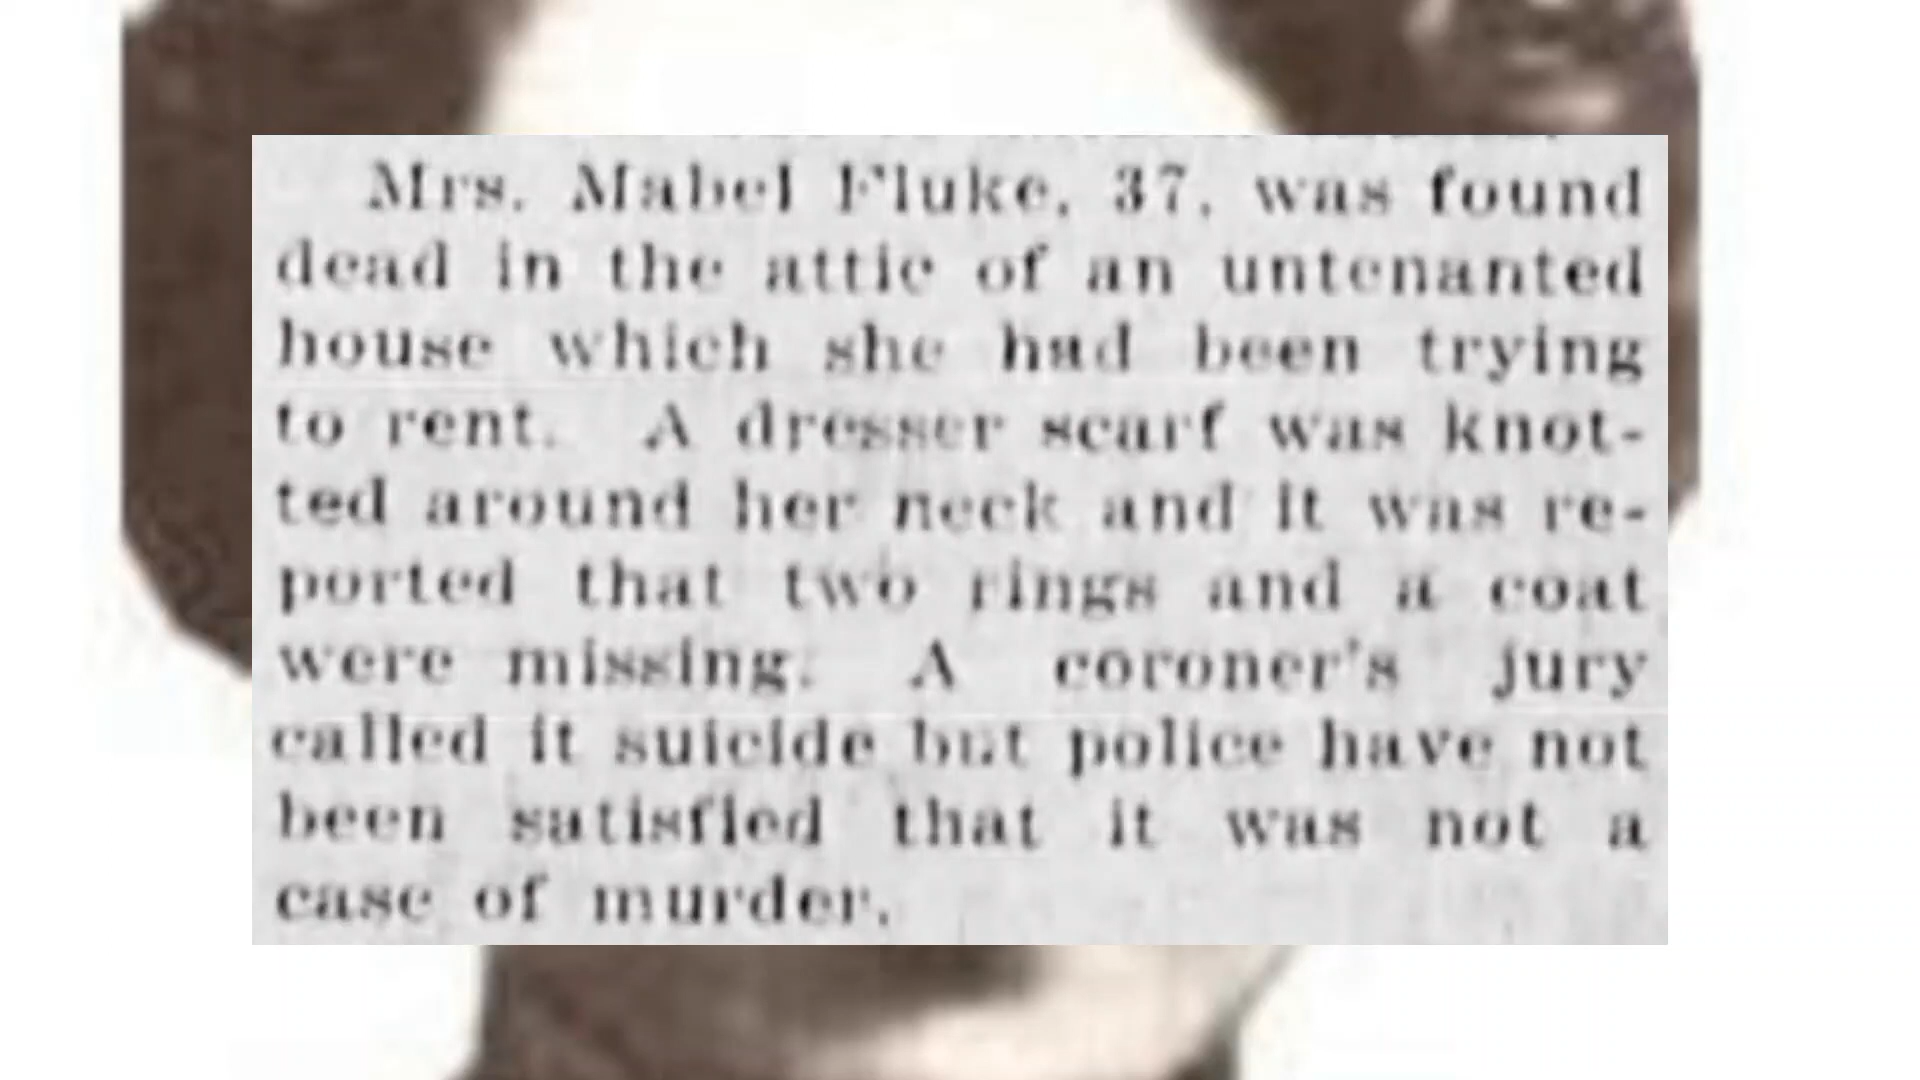 Mrs. Mabel Fluke, 37, was found
dead in the attic of an untenanted
house which she had been trying
to rent. A dresser scarf was knot-
ted around her neck and it was re-
ported that two rings and a coat
were missing. A coroner's jury
called it suicide but police have not
been satisfied that it was not a
case of murder.